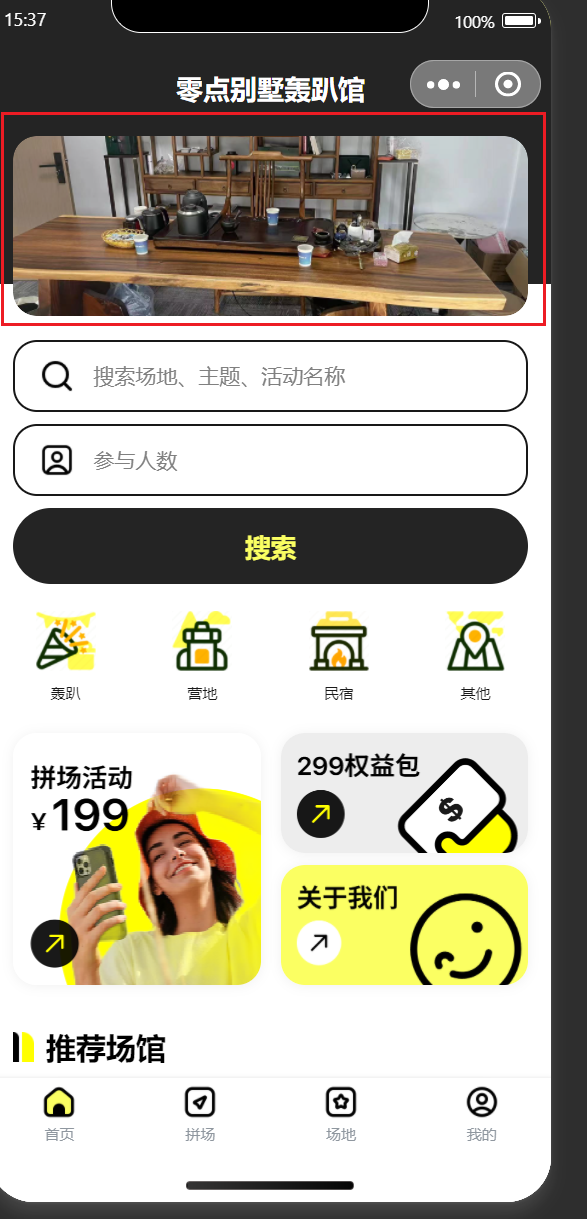 15:37
100%
零点别墅轰趴馆
搜索场地、主题、活动名称
参与人数
搜索
轰趴
营地
民宿
其他
拼场活动
¥199
299权益包
$
关于我们
推荐场馆
首页
拼场
场地
我的